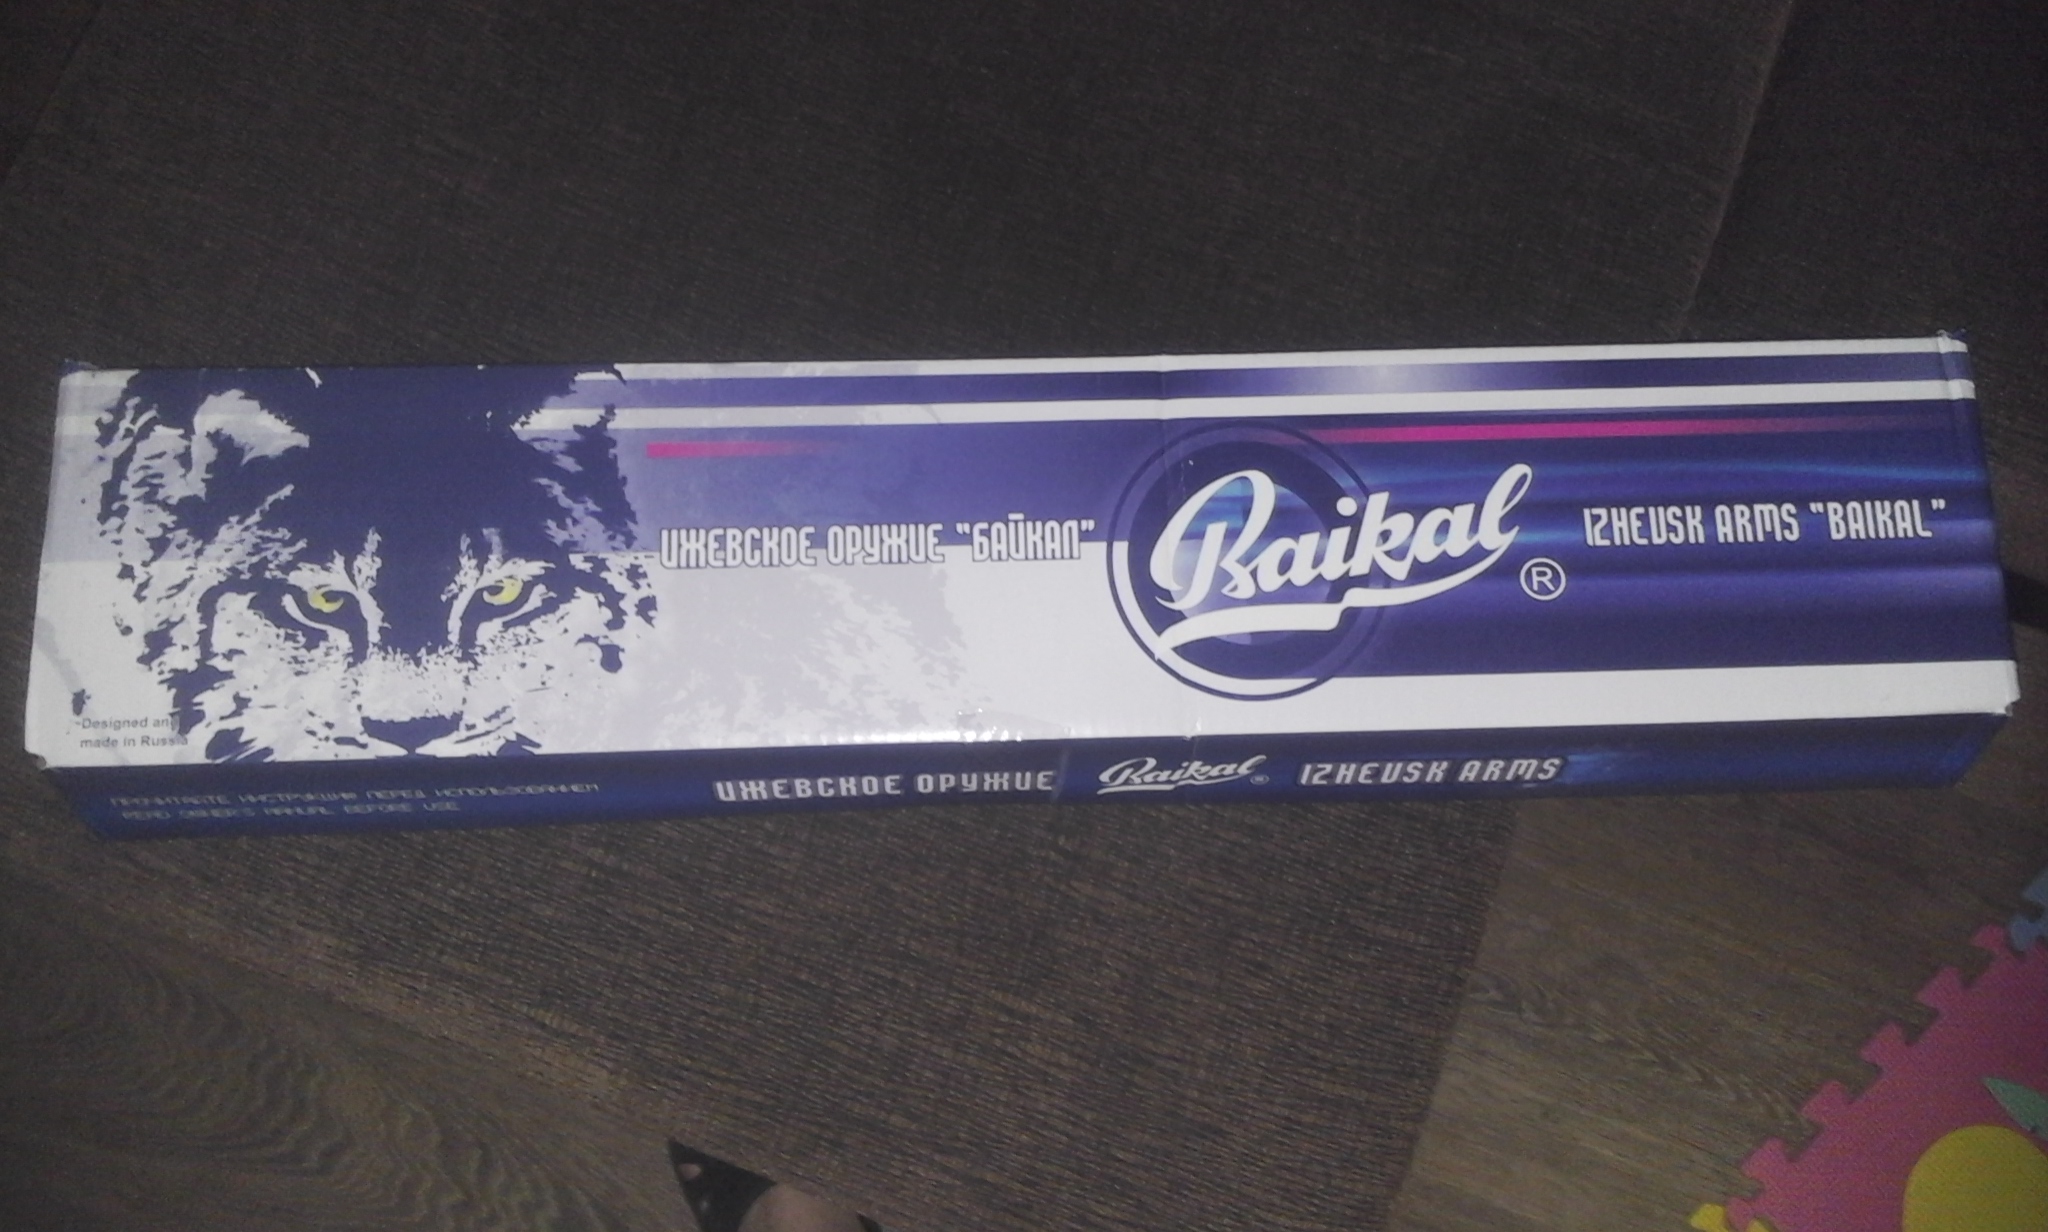 ИЖЕВСКОЕ ОРУЖИЕ "БАЙКАЛ"
Baikal ®
IZHEVSK ARMS "BAIKAL"
Designed and
made in Russia
ПРОЧИТАЙТЕ ИНСТРУКЦИЮ ПЕРЕД ИСПОЛЬЗОВАНИЕМ
READ OWNER'S MANUAL BEFORE USE
ИЖЕВСКОЕ ОРУЖИЕ
Baikal ®
IZHEVSK ARMS